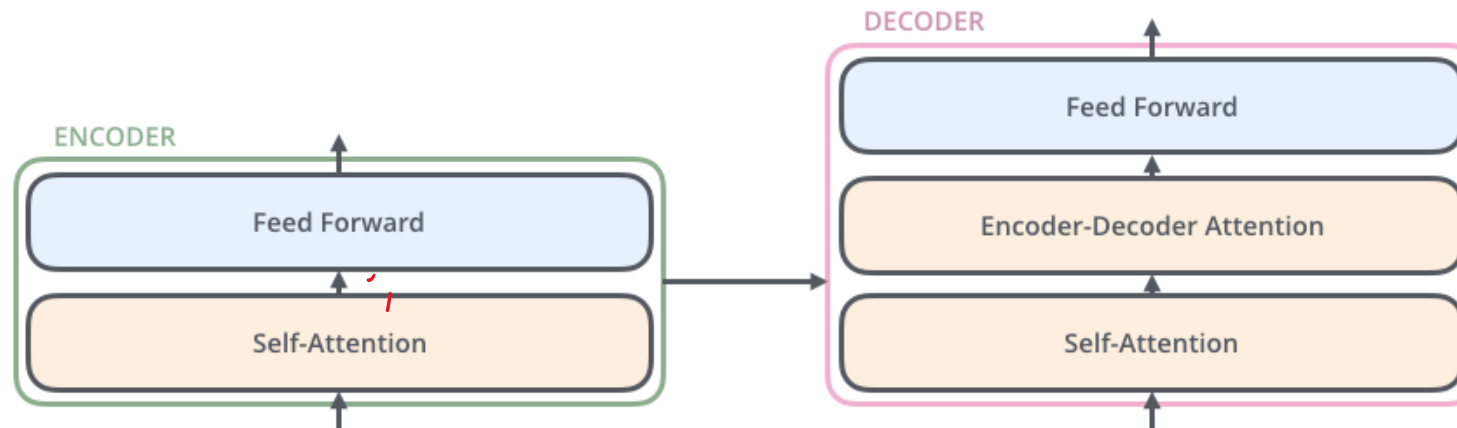 DECODER
Feed Forward
ENCODER
Feed Forward
Encoder-Decoder Attention
Self-Attention
Self-Attention